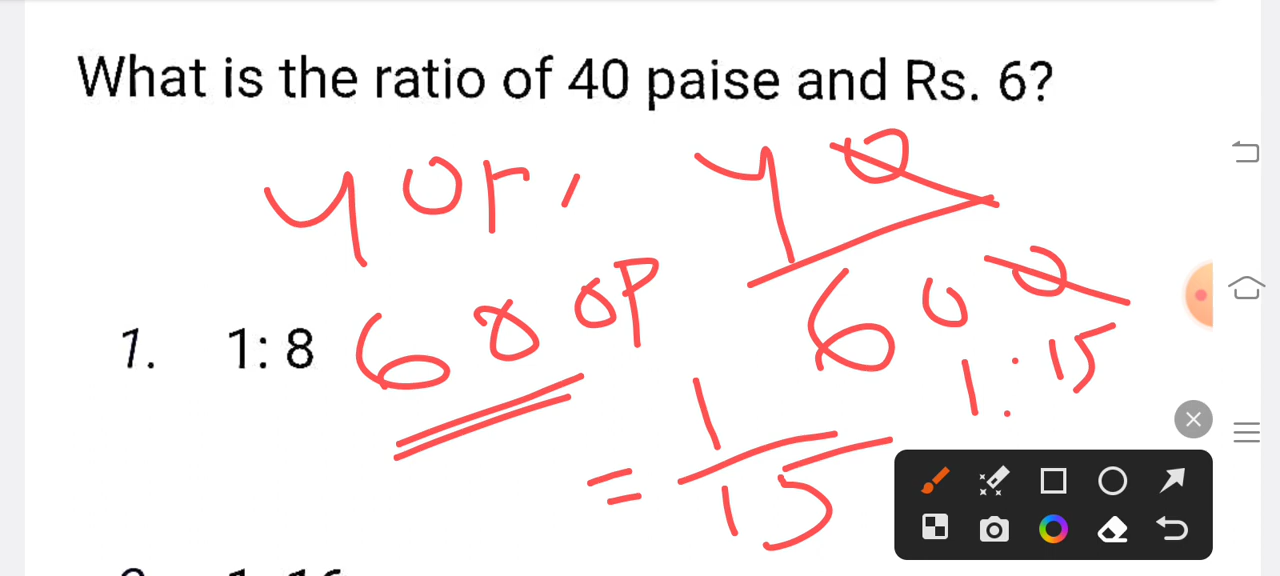 What is the ratio of 40 paise and Rs. 6?
40P, 40
600P 600
1. 1:8
1:15
= 1/15